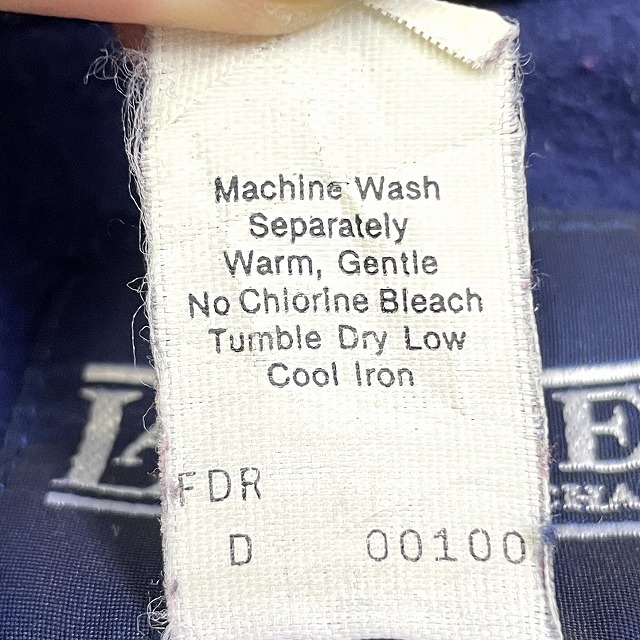 Machine Wash
Separately
Warm, Gentle
No Chlorine Bleach
Tumble Dry Low
Cool Iron
FDR
D 00100